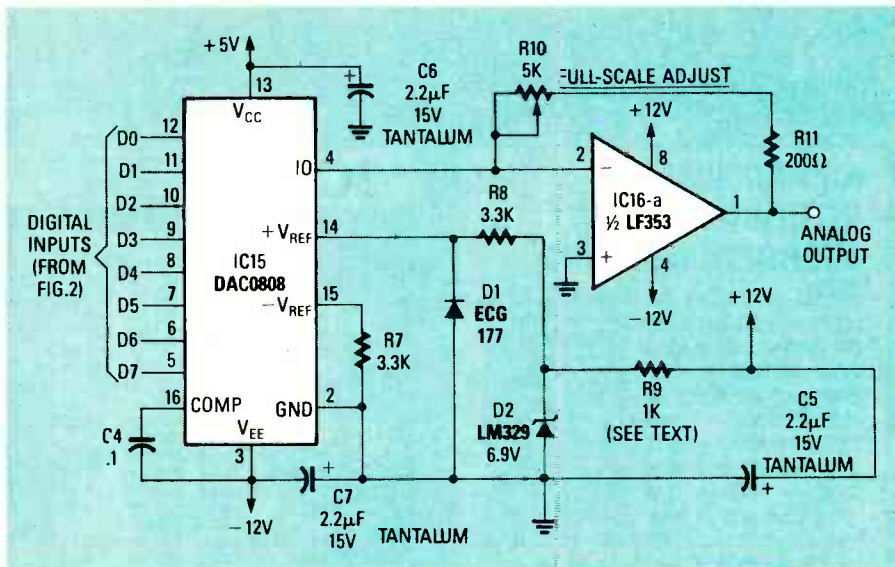 +5V
13
VCC
C6
2.2µF
15V
TANTALUM
R10
5K
FULL-SCALE ADJUST
DIGITAL
INPUTS
(FROM
FIG.2)
D0
12
D1
11
D2
10
D3
9
D4
8
D5
7
D6
6
D7
5
IO
4
+VREF
14
IC15
DAC0808
-VREF
15
16
COMP
GND
2
VEE
3
-12V
C4
.1
R8
3.3K
D1
ECG
177
R7
3.3K
C7
2.2µF
15V
TANTALUM
2
-
+12V
8
IC16-a
½ LF353
1
3
+
4
-12V
R11
200Ω
ANALOG
OUTPUT
D2
LM329
6.9V
R9
1K
(SEE TEXT)
+12V
C5
2.2µF
15V
TANTALUM
+
+
+